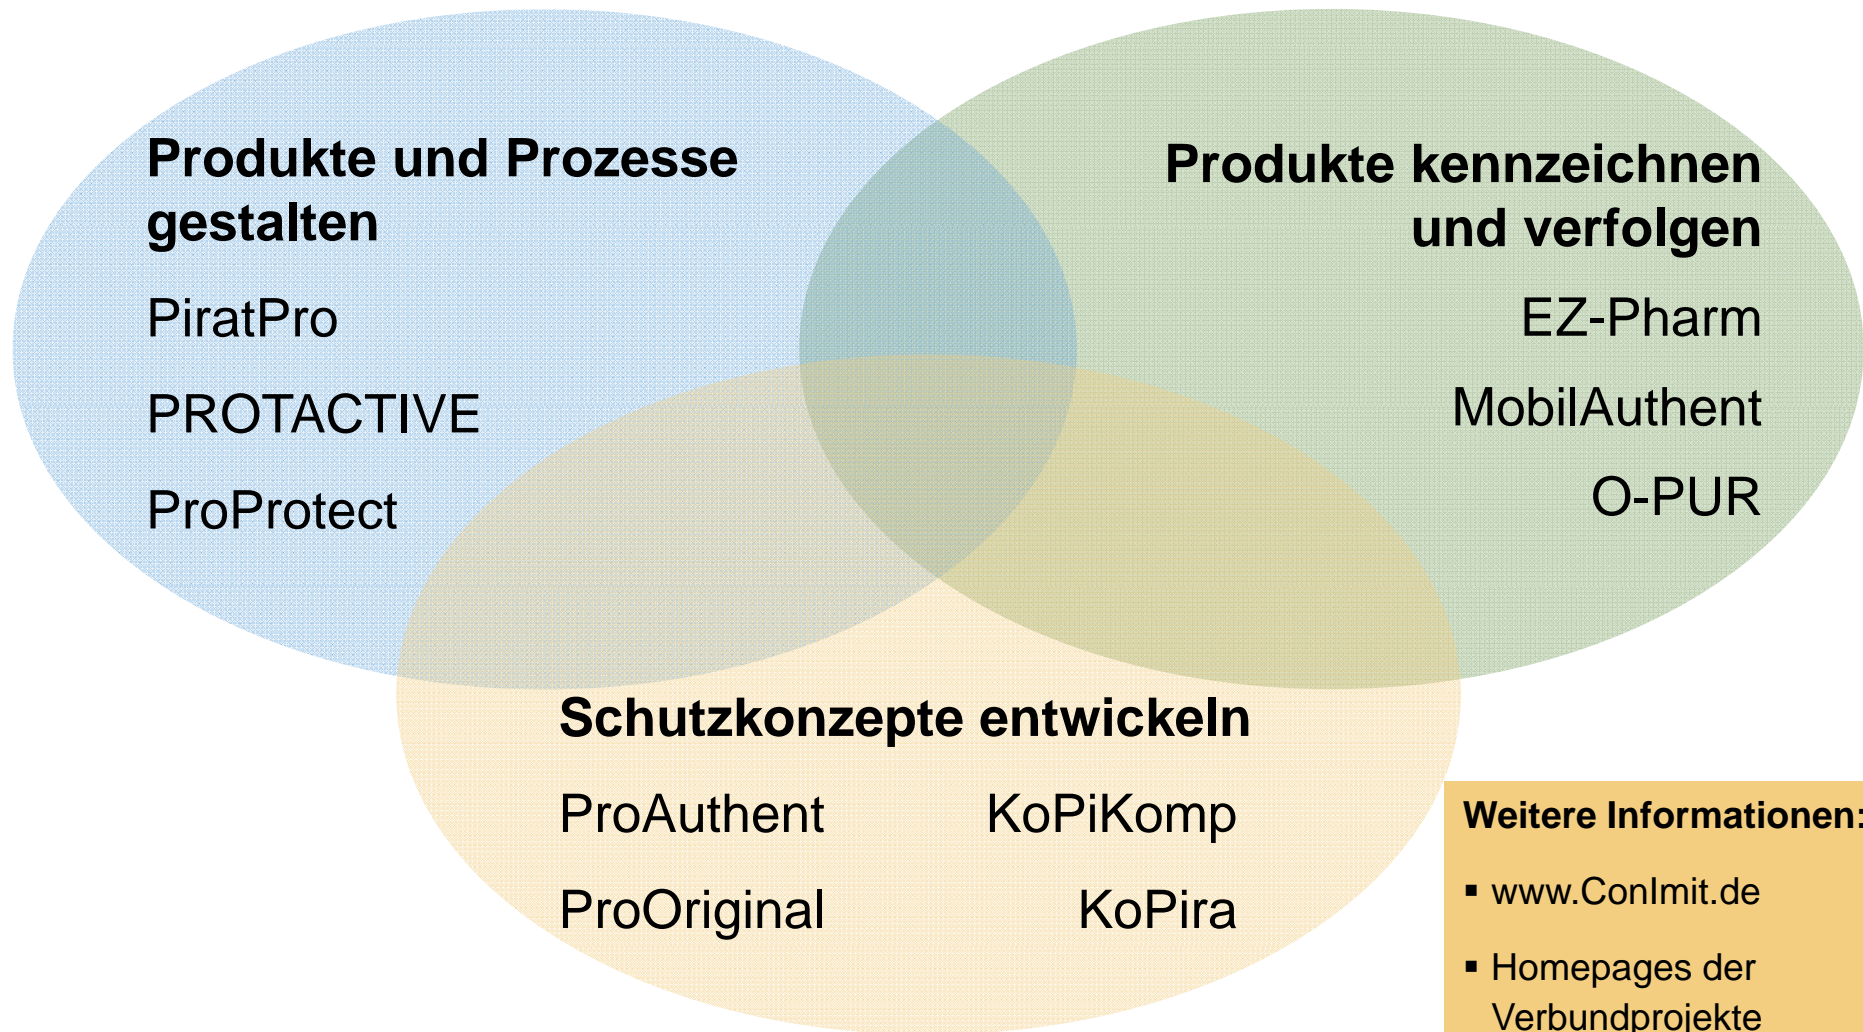 Produkte und Prozesse
gestalten
PiratPro
PROTACTIVE
ProProtect
Produkte kennzeichnen
und verfolgen
EZ-Pharm
MobilAuthent
O-PUR
Schutzkonzepte entwickeln
ProAuthent KoPiKomp
ProOriginal KoPira
Weitere Informationen:
▪ www.ConImit.de
▪ Homepages der
Verbundprojekte